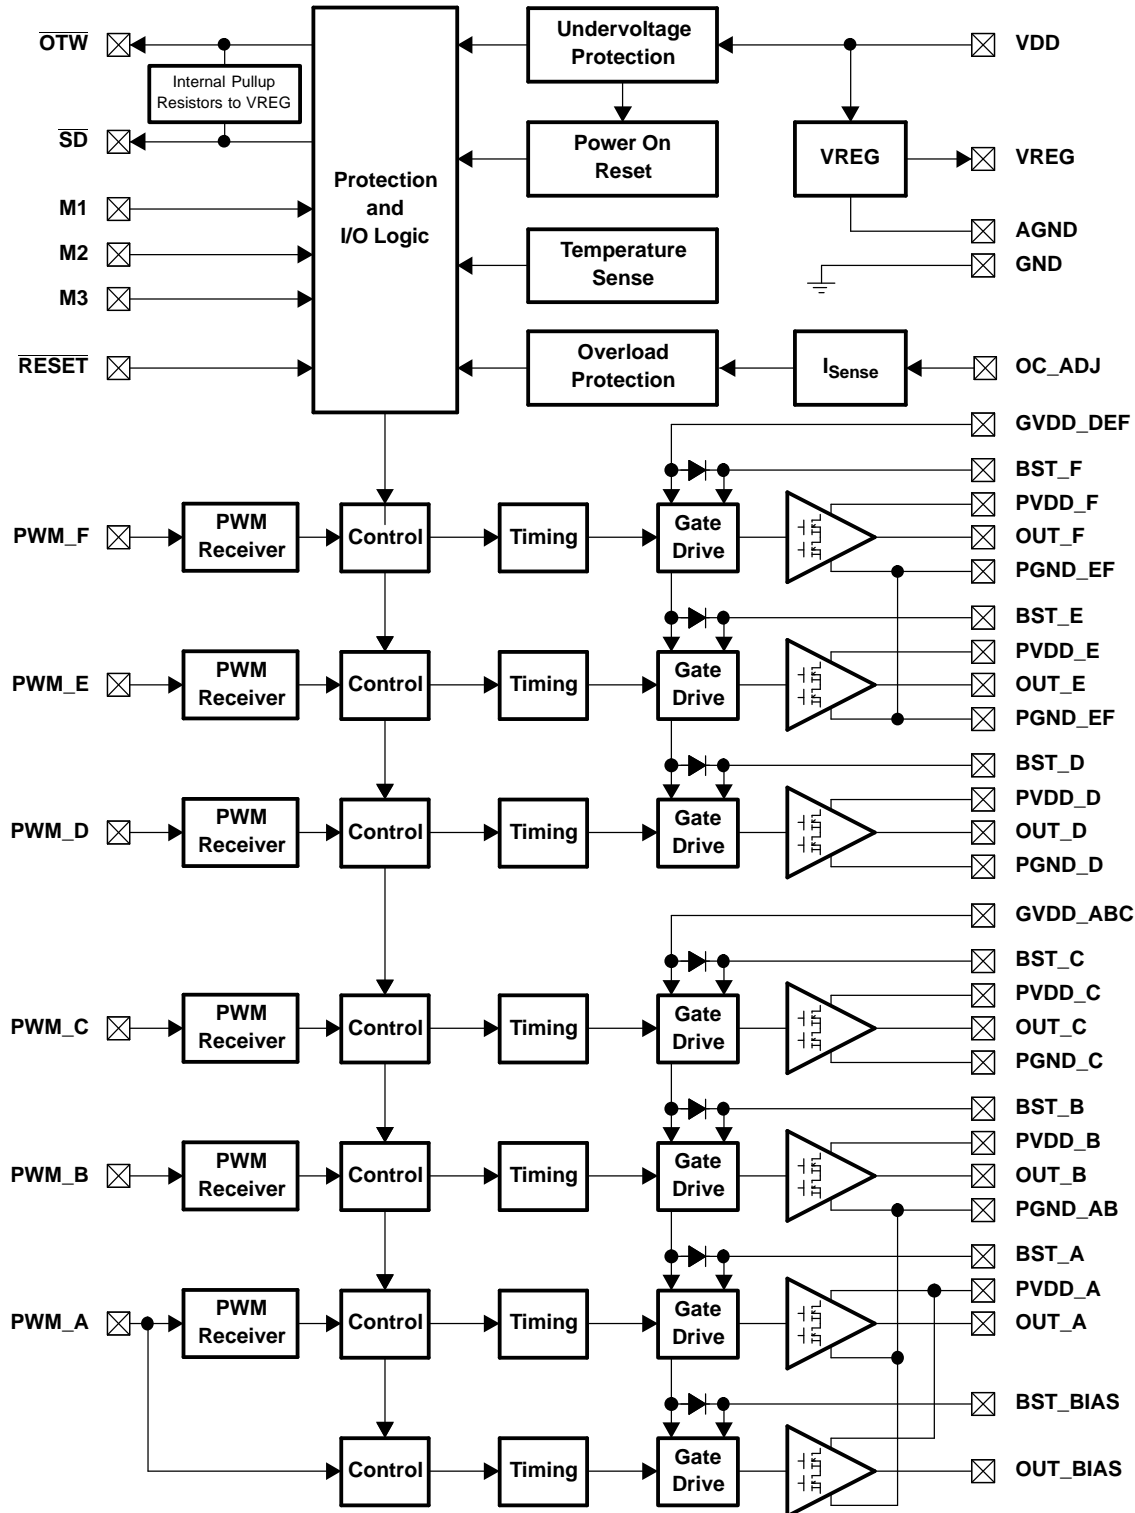 OTW
Internal Pullup
Resistors to VREG
SD
M1
M2
M3
RESET
Protection
and
I/O Logic
Undervoltage
Protection
Power On
Reset
Temperature
Sense
Overload
Protection
VREG
I Sense
VDD
VREG
AGND
GND
OC_ADJ
GVDD_DEF
BST_F
PWM_F
PWM
Receiver
Control
Timing
Gate
Drive
PVDD_F
OUT_F
PGND_EF
BST_E
PWM_E
PWM
Receiver
Control
Timing
Gate
Drive
PVDD_E
OUT_E
PGND_EF
BST_D
PWM_D
PWM
Receiver
Control
Timing
Gate
Drive
PVDD_D
OUT_D
PGND_D
GVDD_ABC
BST_C
PWM_C
PWM
Receiver
Control
Timing
Gate
Drive
PVDD_C
OUT_C
PGND_C
BST_B
PWM_B
PWM
Receiver
Control
Timing
Gate
Drive
PVDD_B
OUT_B
PGND_AB
BST_A
PWM_A
PWM
Receiver
Control
Timing
Gate
Drive
PVDD_A
OUT_A
BST_BIAS
Control
Timing
Gate
Drive
OUT_BIAS